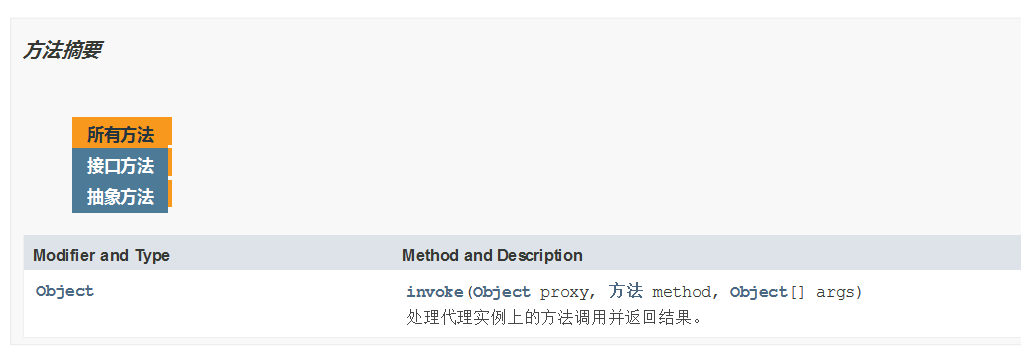 方法摘要
所有方法
接口方法
抽象方法
Modifier and Type Method and Description
Object invoke(Object proxy, 方法 method, Object[] args)
处理代理实例上的方法调用并返回结果。